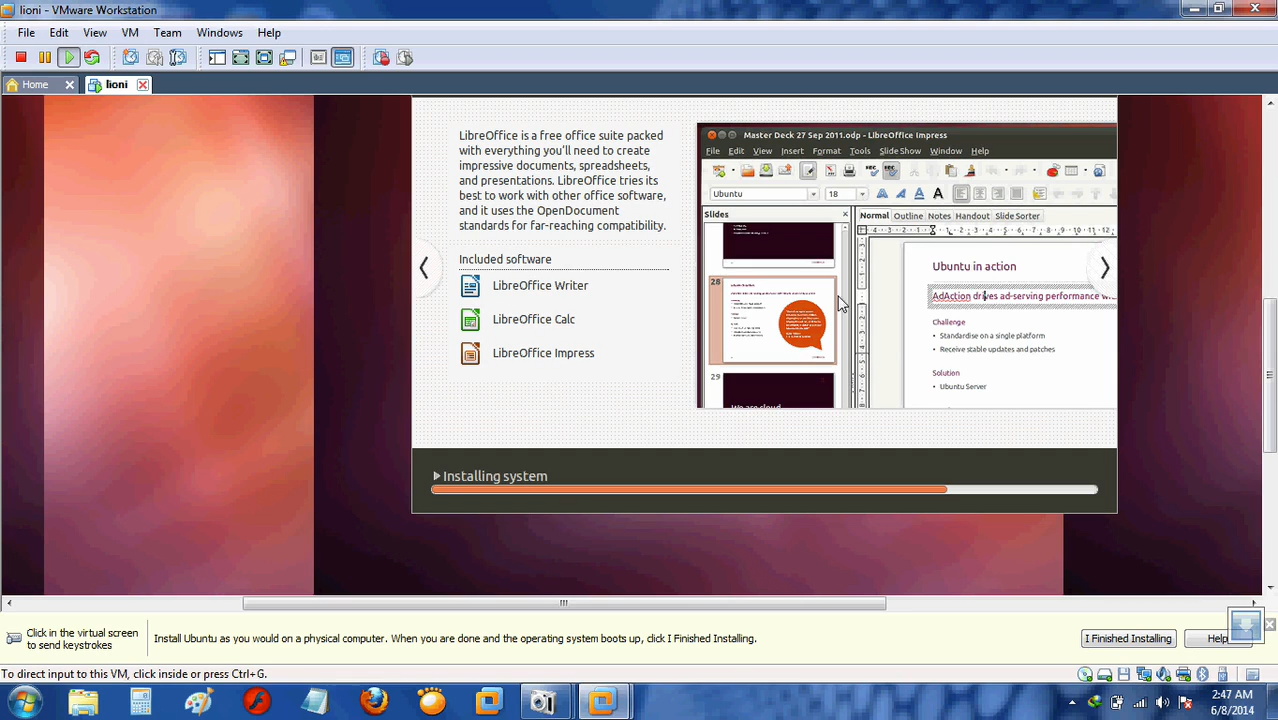 lioni - VMware Workstation
File Edit View VM Team Windows Help
Home lioni
LibreOffice is a free office suite packed
with everything you'll need to create
impressive documents, spreadsheets,
and presentations. LibreOffice tries its
best to work with other office software,
and it uses the OpenDocument
standards for far-reaching compatibility.
Included software
LibreOffice Writer
LibreOffice Calc
LibreOffice Impress
Master Deck 27 Sep 2011.odp - LibreOffice Impress
File Edit View Insert Format Tools Slide Show Window Help
Ubuntu 18
Slides
Normal Outline Notes Handout Slide Sorter
28
29
We are cloud
Ubuntu in action
AdAction drives ad-serving performance
Challenge
• Standardise on a single platform
• Receive stable updates and patches
Solution
• Ubuntu Server
Installing system
Click in the virtual screen
to send keystrokes
Install Ubuntu as you would on a physical computer. When you are done and the operating system boots up, click I Finished Installing.
I Finished Installing
Help
To direct input to this VM, click inside or press Ctrl+G.
2:47 AM
6/8/2014